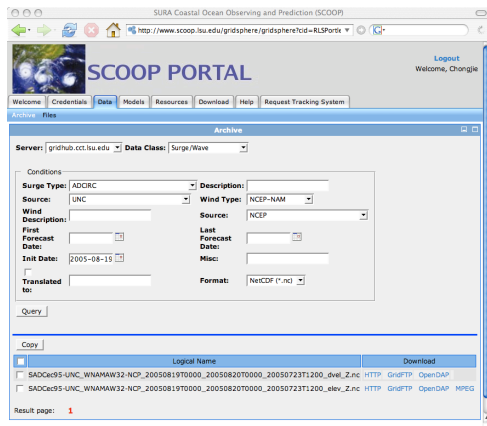 SURA Coastal Ocean Observing and Prediction (SCOOP)
http://www.scoop.lsu.edu/gridsphere/gridsphere?cid=RLSPortle
G
Logout
SCOOP PORTAL
Welcome, Chongjie
Welcome Credentials Data Models Resources Download Help Request Tracking System
Archive Files
Archive
Server: gridhub.cct.lsu.edu Data Class: Surge/Wave
Conditions
Surge Type: ADCIRC Description:
Source: UNC Wind Type: NCEP-NAM
Wind Description: Source: NCEP
First Forecast Date: Last Forecast Date:
Init Date: 2005-08-19 Misc:
Translated to: Format: NetCDF (*.nc)
Query
Copy
Logical Name Download
SADCec95-UNC_WNAMAW32-NCP_20050819T0000_20050820T0000_20050723T1200_dvel_Z.nc HTTP GridFTP OpenDAP
SADCec95-UNC_WNAMAW32-NCP_20050819T0000_20050820T0000_20050723T1200_elev_Z.nc HTTP GridFTP OpenDAP MPEG
Result page: 1